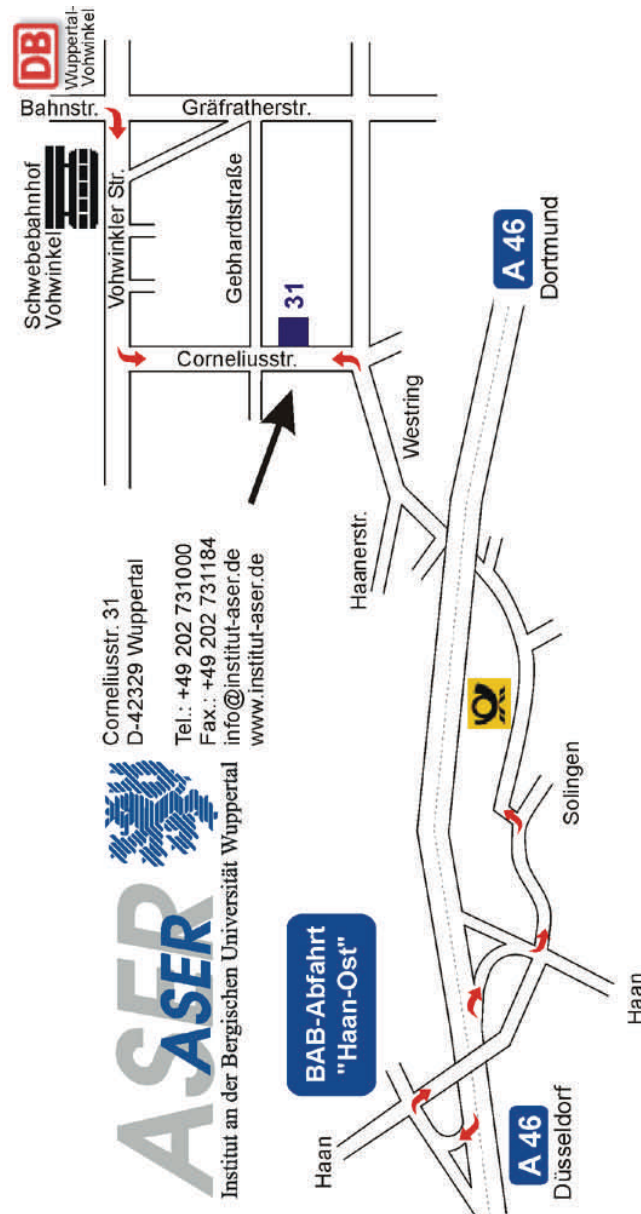 ASER
ASER
Institut an der Bergischen Universität Wuppertal
Corneliusstr. 31
D-42329 Wuppertal
Tel.: +49 202 731000
Fax.: +49 202 731184
info@institut-aser.de
www.institut-aser.de
Schwebebahnhof
Vohwinkel
Bahnstr.
DB
Wuppertal-
Vohwinkel
Vohwinkler Str.
Gräfratherstr.
Gebhardtstraße
Corneliusstr.
31
Haanerstr.
Westring
A 46
Dortmund
BAB-Abfahrt
"Haan-Ost"
Haan
A 46
Düsseldorf
Solingen
Haan